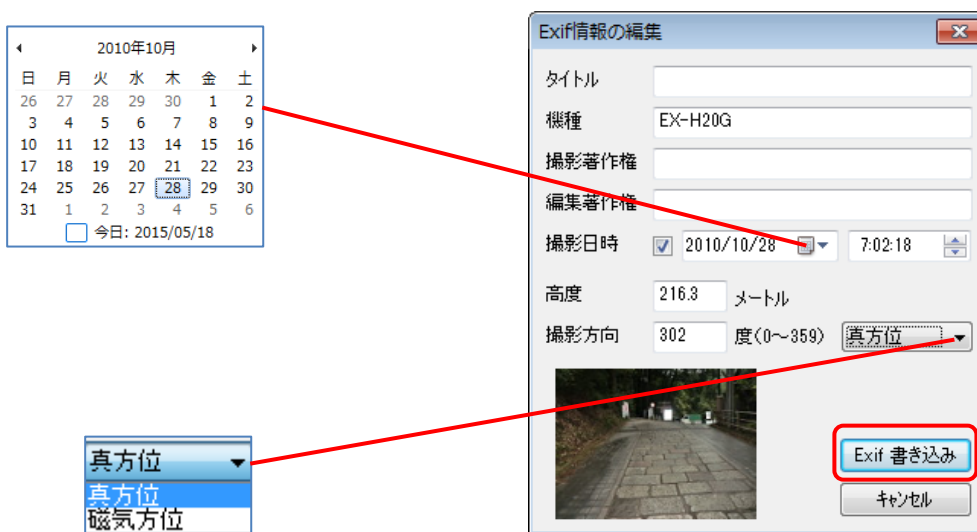 2010年10月
日 月 火 水 木 金 土
26 27 28 29 30 1 2
3 4 5 6 7 8 9
10 11 12 13 14 15 16
17 18 19 20 21 22 23
24 25 26 27 28 29 30
31 1 2 3 4 5 6
今日: 2015/05/18
Exif情報の編集
タイトル
機種 EX-H20G
撮影著作権
編集著作権
撮影日時 2010/10/28 7:02:18
高度 216.3 メートル
撮影方向 302 度(0～359) 真方位
Exif 書き込み
キャンセル
真方位
真方位
磁気方位